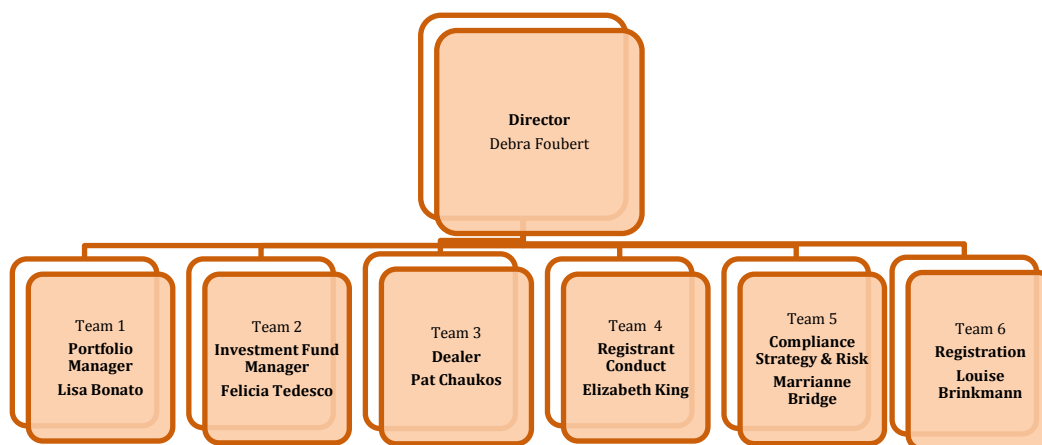 Director
Debra Foubert
Team 1
Portfolio
Manager
Lisa Bonato
Team 2
Investment Fund
Manager
Felicia Tedesco
Team 3
Dealer
Pat Chaukos
Team 4
Registrant
Conduct
Elizabeth King
Team 5
Compliance
Strategy & Risk
Marrianne
Bridge
Team 6
Registration
Louise
Brinkmann